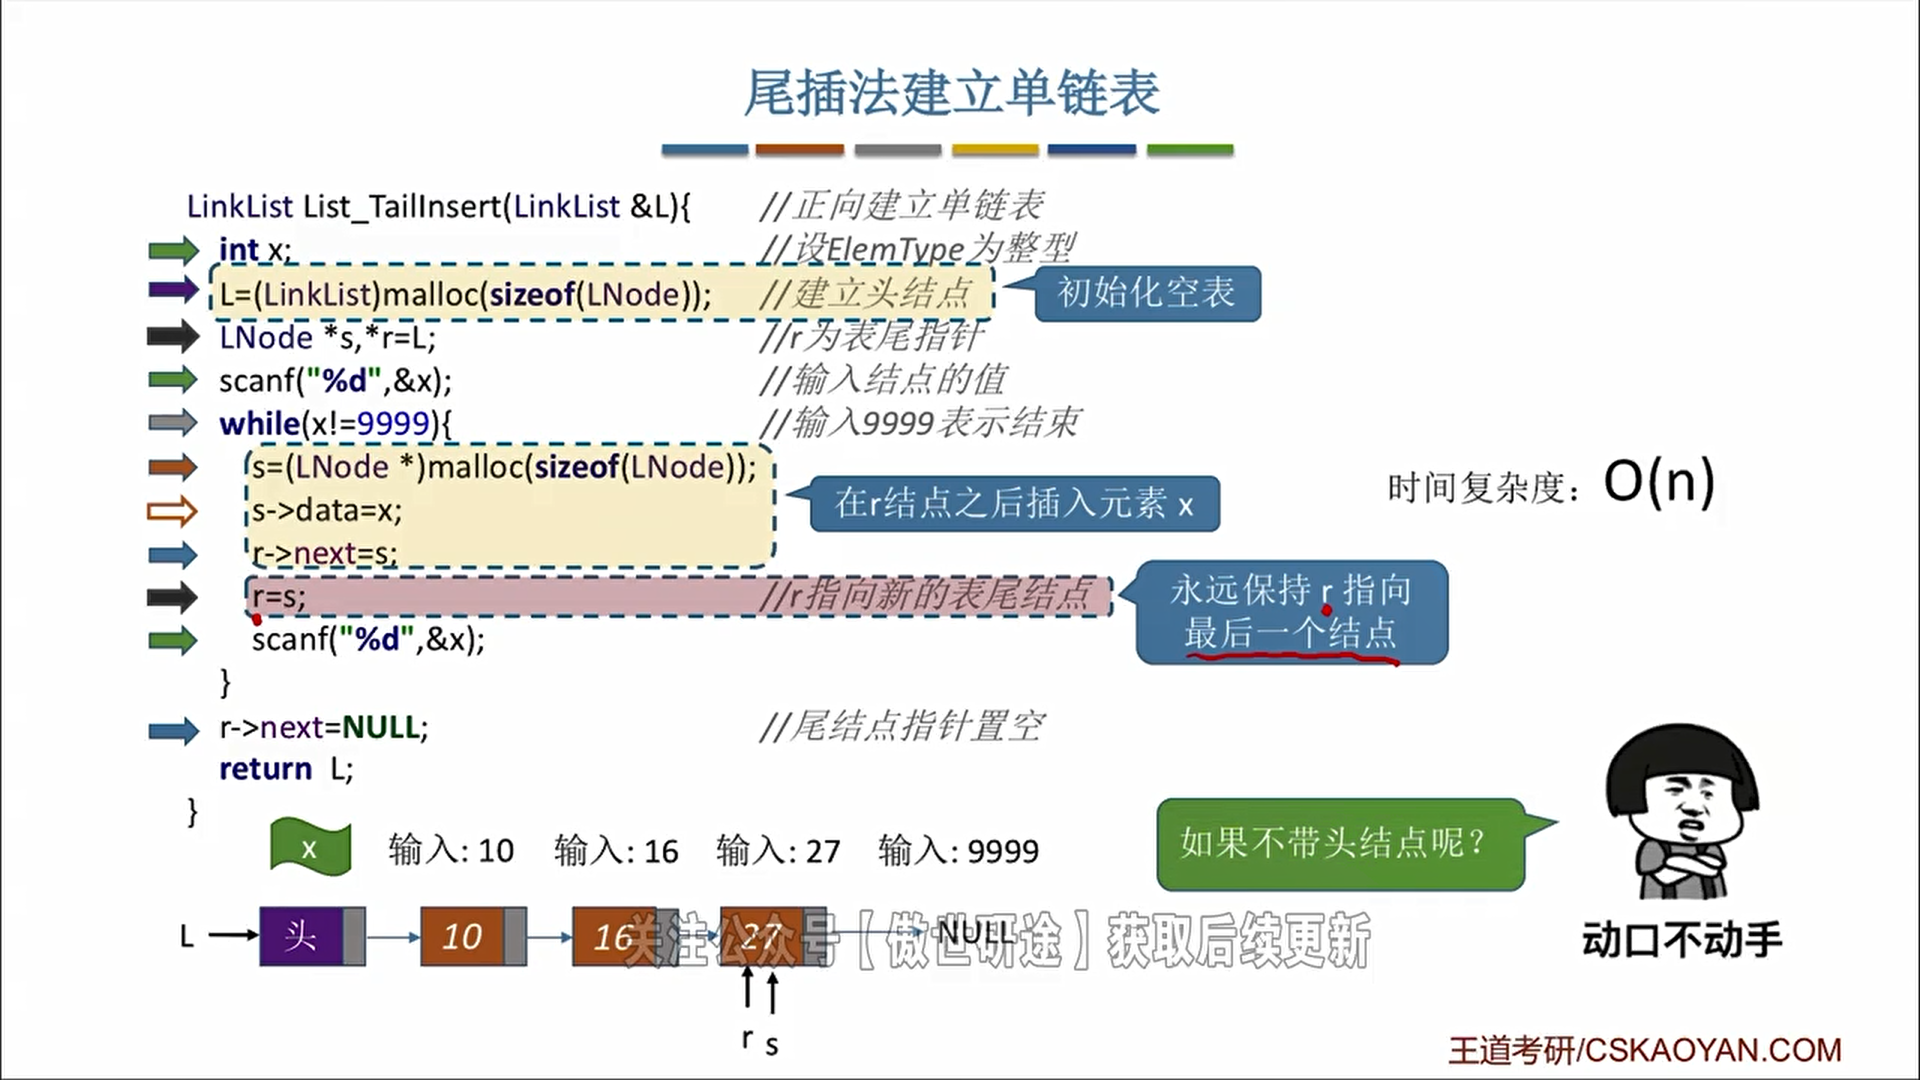 尾插法建立单链表
LinkList List_TailInsert(LinkList &L){ //正向建立单链表
int x; //设ElemType为整型
L=(LinkList)malloc(sizeof(LNode)); //建立头结点
初始化空表
LNode *s,*r=L; //r为表尾指针
scanf("%d",&x); //输入结点的值
while(x!=9999){ //输入9999表示结束
s=(LNode *)malloc(sizeof(LNode));
s->data=x;
在r结点之后插入元素 x
时间复杂度：O(n)
r->next=s;
r=s; //r指向新的表尾结点
永远保持 r 指向
最后一个结点
scanf("%d",&x);
}
r->next=NULL; //尾结点指针置空
return L;
}
x 输入: 10 输入: 16 输入: 27 输入: 9999
如果不带头结点呢？
L 头 10 16 27 NULL
关注公众号【傲世研途】获取后续更新
动口不动手
r s
王道考研/CSKAOYAN.COM